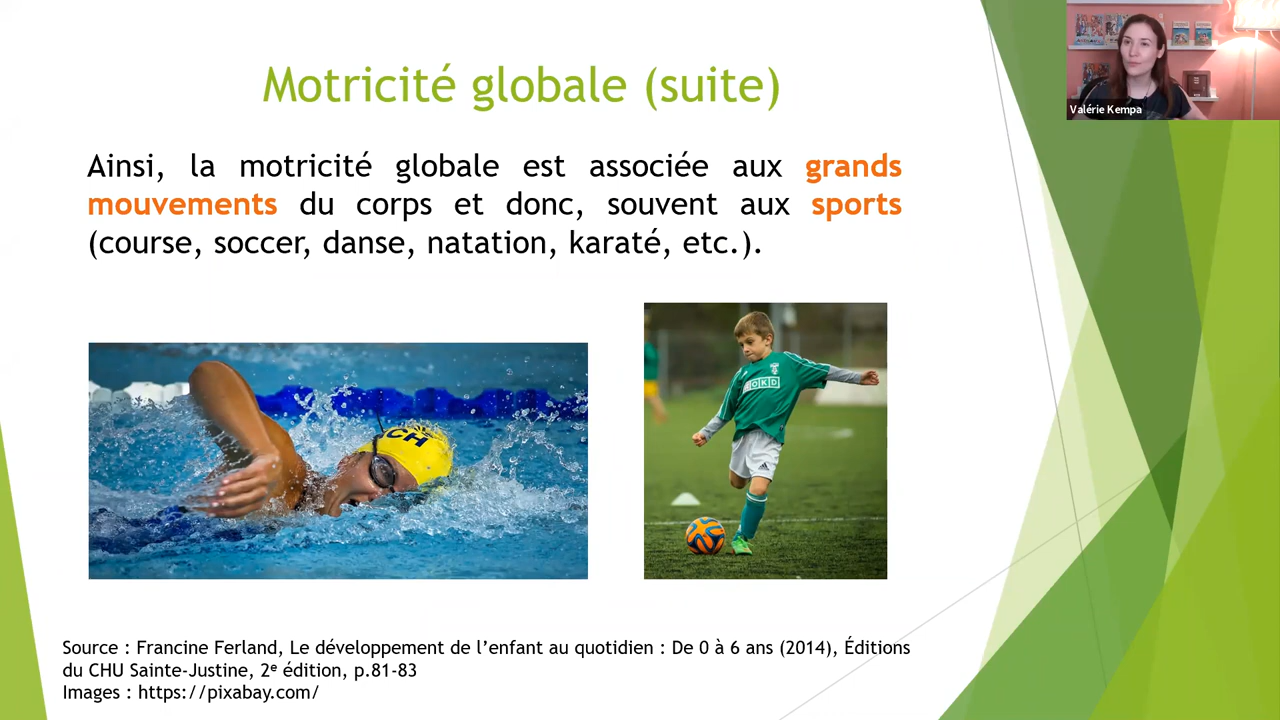 Motricité globale (suite)
Valérie Kempa
Ainsi, la motricité globale est associée aux grands
mouvements du corps et donc, souvent aux sports
(course, soccer, danse, natation, karaté, etc.).
CH
OKD
Source : Francine Ferland, Le développement de l’enfant au quotidien : De 0 à 6 ans (2014), Éditions
du CHU Sainte-Justine, 2ᵉ édition, p.81-83
Images : https://pixabay.com/